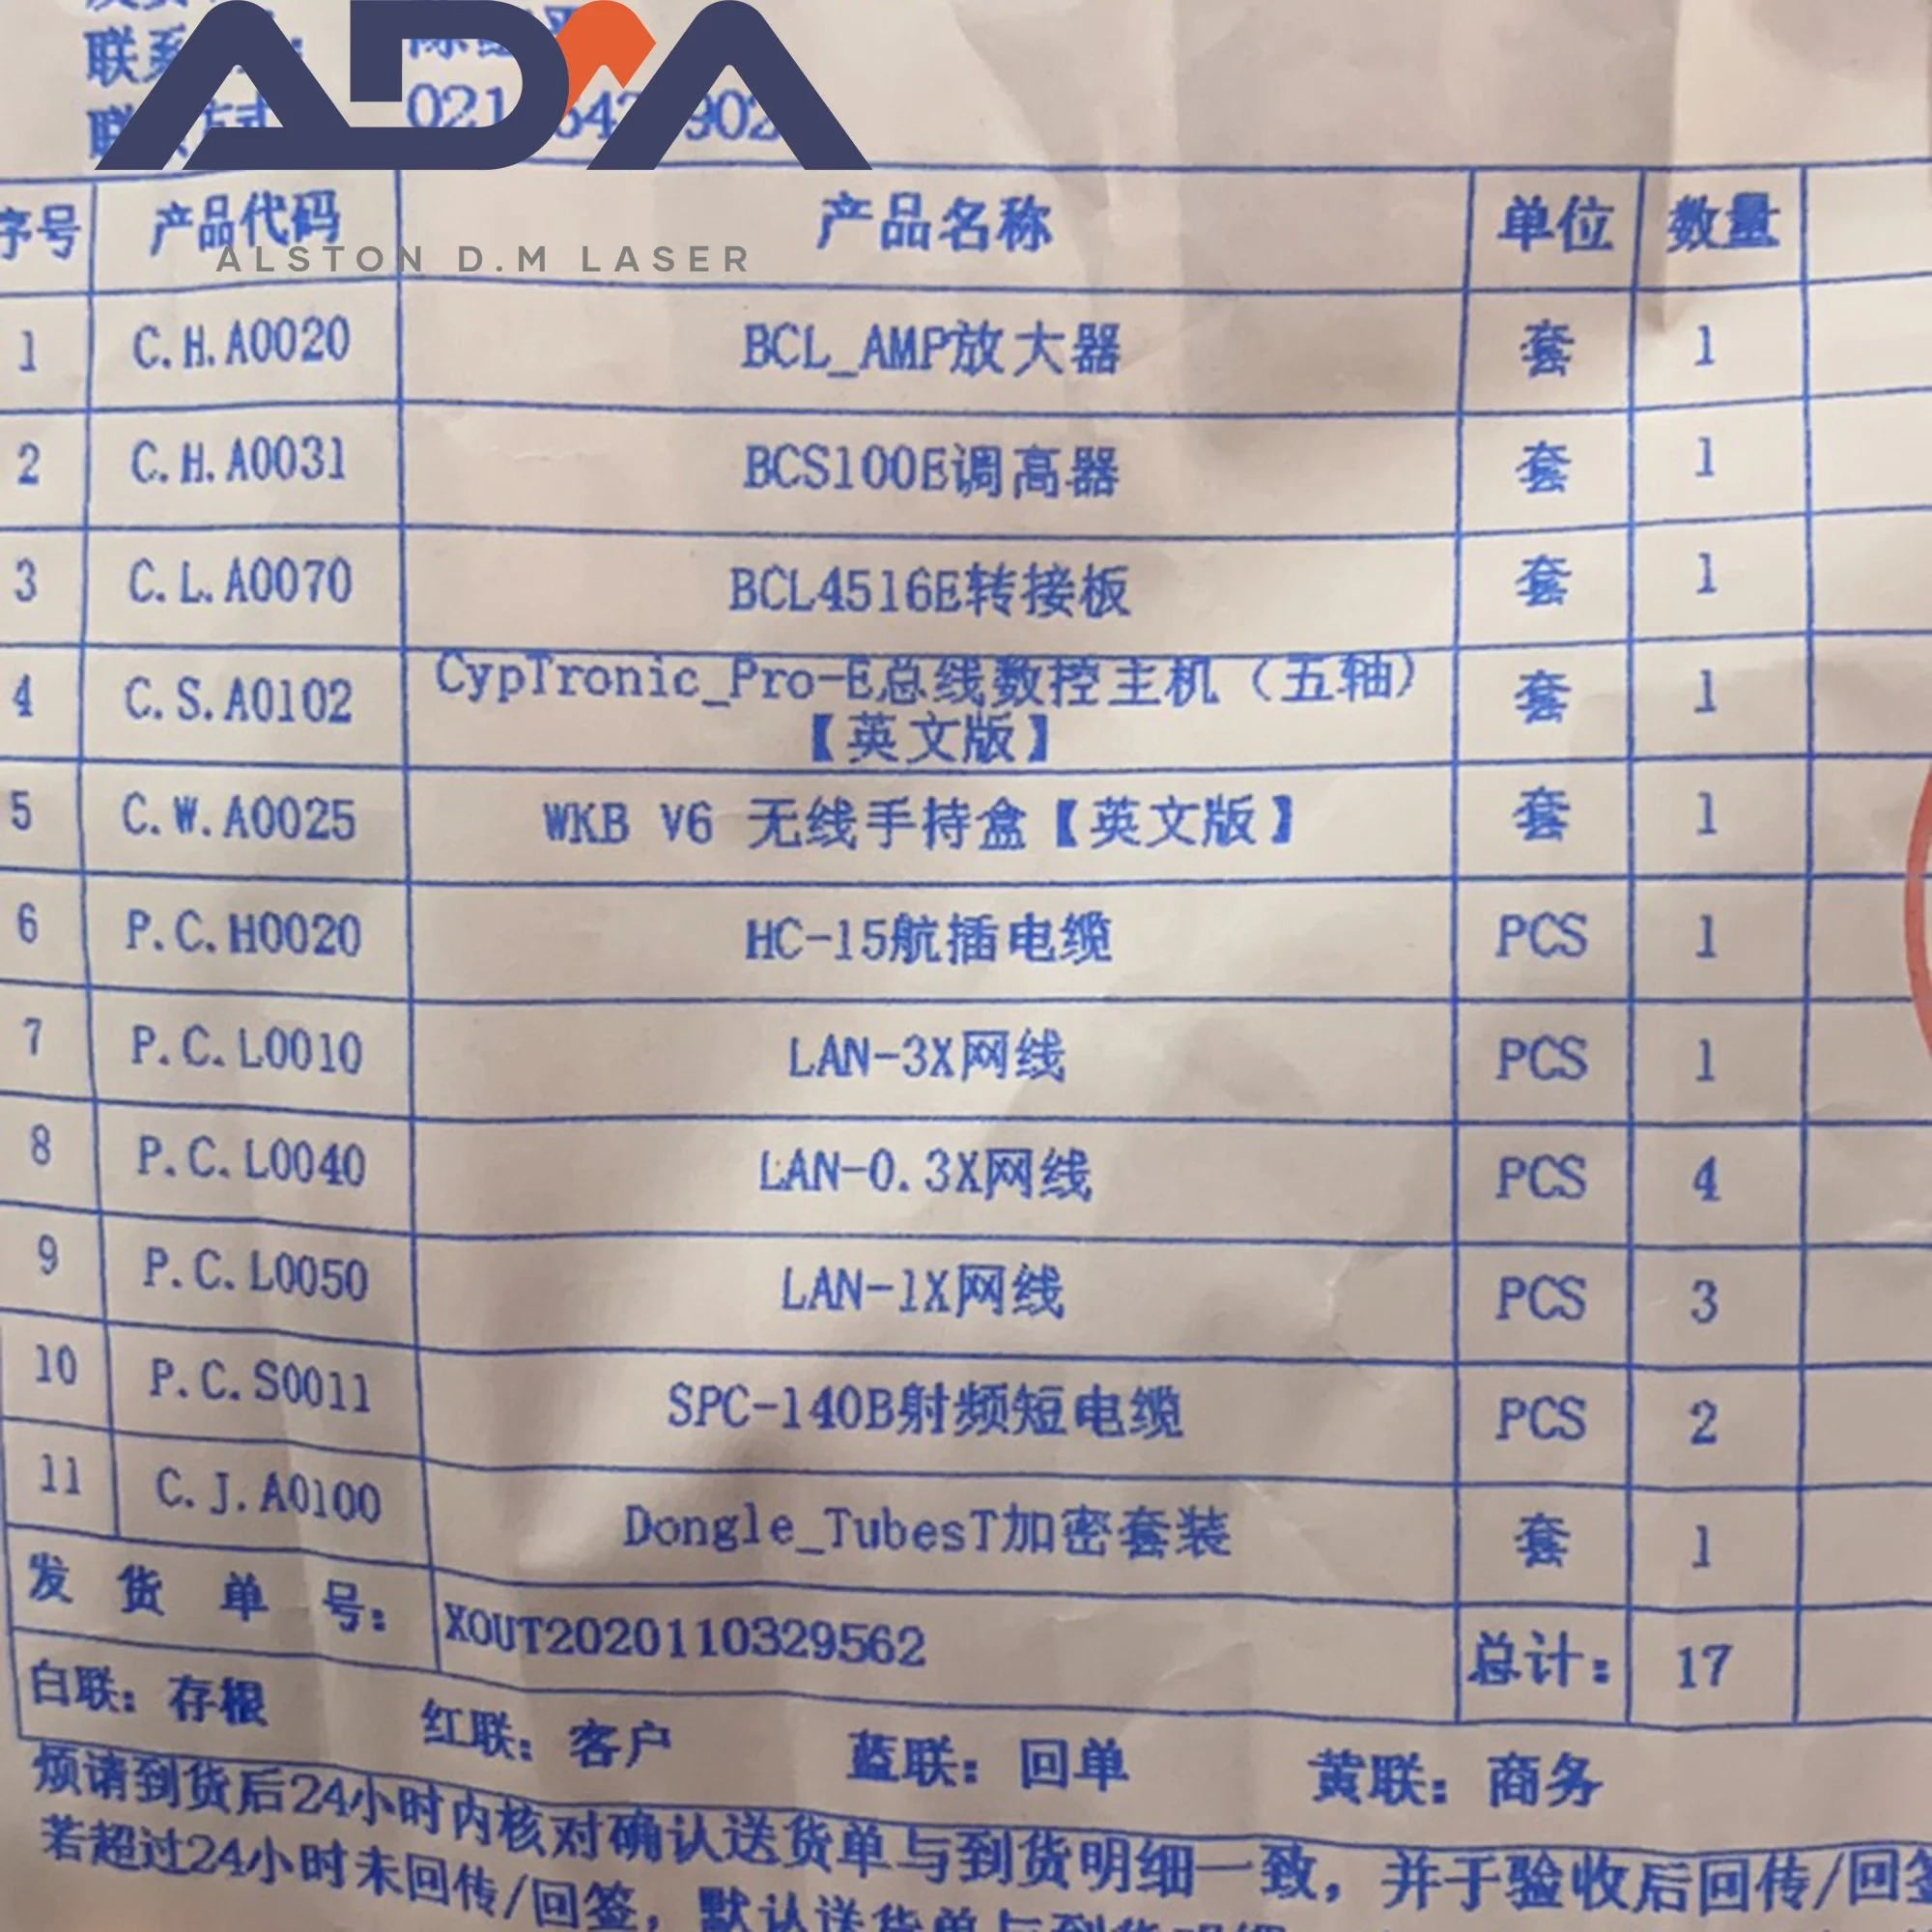 ADA
ALSTON D.M LASER
序号 产品代码 产品名称 单位 数量
1 C.H.A0020 BCL_AMP放大器 套 1
2 C.H.A0031 BCS100E调高器 套 1
3 C.L.A0070 BCL4516E转接板 套 1
4 C.S.A0102 CypTronic_Pro-E总线数控主机（五轴） 套 1
【英文版】
5 C.W.A0025 WKB V6 无线手持盒【英文版】 套 1
6 P.C.H0020 HC-15航插电缆 PCS 1
7 P.C.L0010 LAN-3X网线 PCS 1
8 P.C.L0040 LAN-0.3X网线 PCS 4
9 P.C.L0050 LAN-1X网线 PCS 3
10 P.C.S0011 SPC-140B射频短电缆 PCS 2
11 C.J.A0100 Dongle_TubesT加密套装 套 1
发货单号： XOUT2020110329562 总计： 17
白联：存根 红联：客户 蓝联：回单 黄联：商务
烦请到货后24小时内核对确认送货单与到货明细一致，并于验收后回传/回签
若超过24小时未回传/回签，默认送货单与到货明细